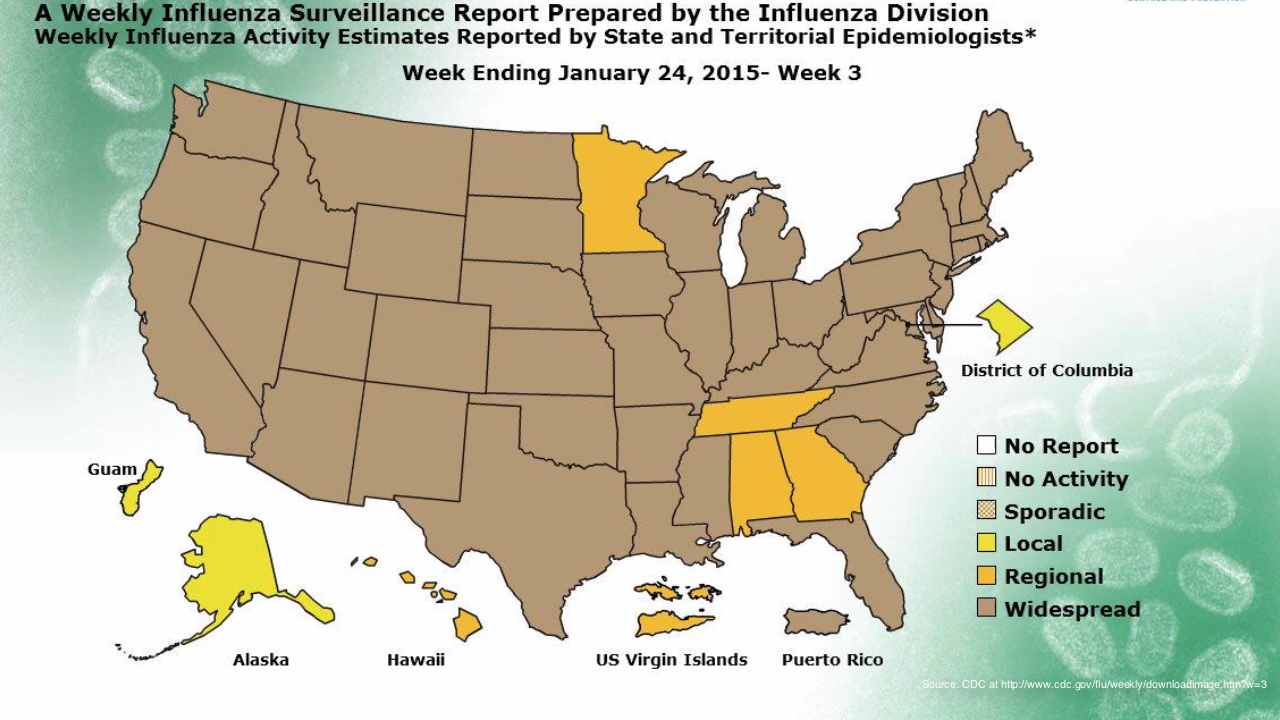 A Weekly Influenza Surveillance Report Prepared by the Influenza Division
Weekly Influenza Activity Estimates Reported by State and Territorial Epidemiologists*
Week Ending January 24, 2015- Week 3
District of Columbia
No Report
No Activity
Sporadic
Local
Regional
Widespread
Guam
Alaska
Hawaii
US Virgin Islands
Puerto Rico
Source: CDC at http://www.cdc.gov/flu/weekly/downloadimage.htm?w=3